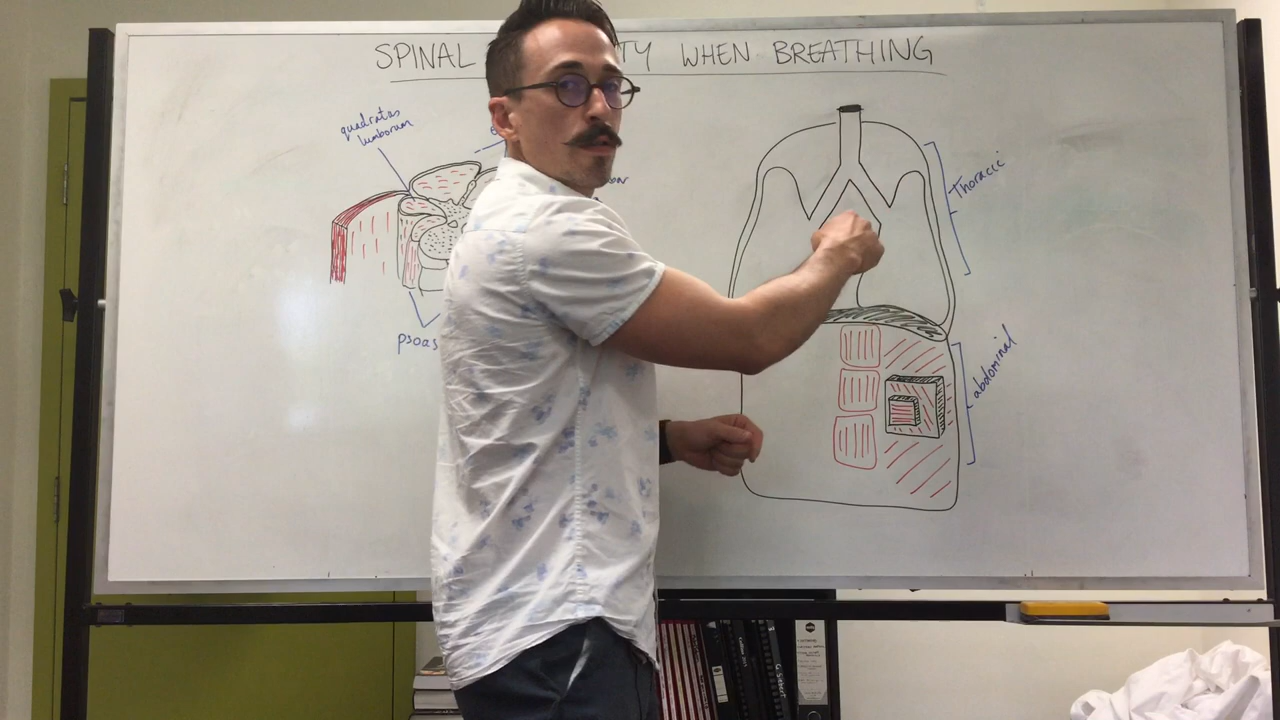 SPINAL TY WHEN BREATHING
quadratus
lumborum
psoas
Thoracic
abdominal